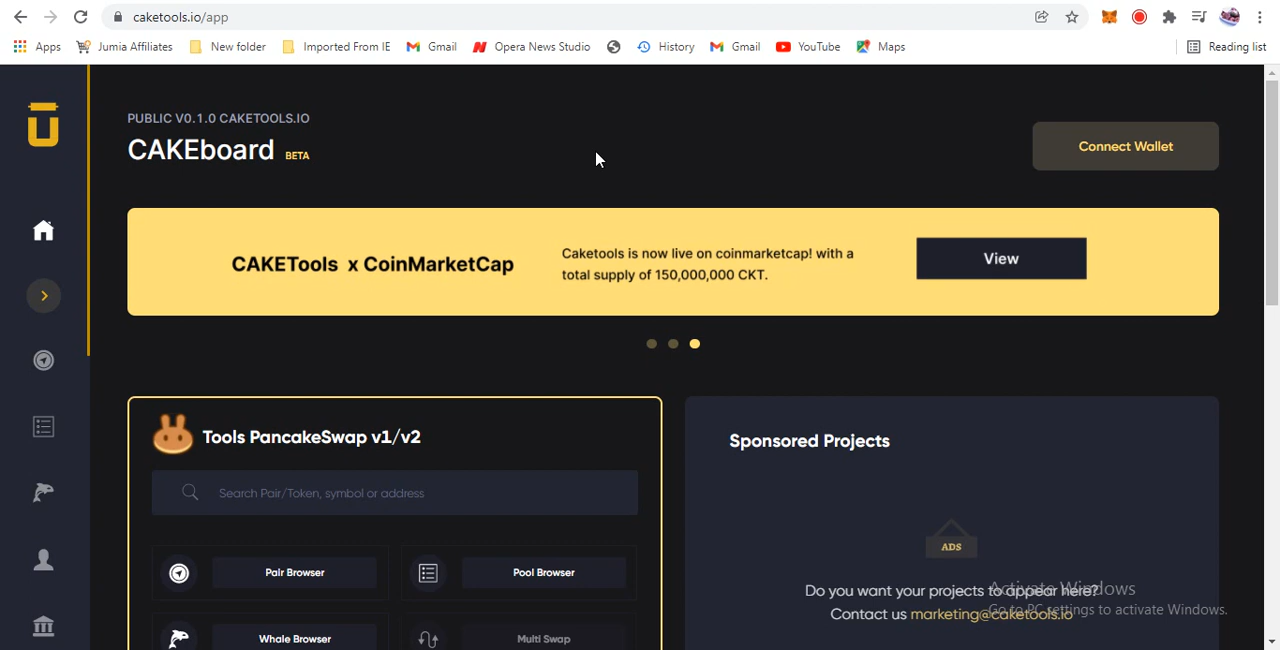 caketools.io/app
Apps Jumia Affiliates New folder Imported From IE Gmail Opera News Studio History Gmail YouTube Maps Reading list
PUBLIC V0.1.0 CAKETOOLS.IO
CAKEboard BETA
Connect Wallet
CAKETools x CoinMarketCap
Caketools is now live on coinmarketcap! with a
total supply of 150,000,000 CKT.
View
Tools PancakeSwap v1/v2
Search Pair/Token, symbol or address
Pair Browser
Pool Browser
Whale Browser
Multi Swap
Sponsored Projects
ADS
Do you want your projects to appear here?
Contact us marketing@caketools.io
Activate Windows
Go to PC settings to activate Windows.